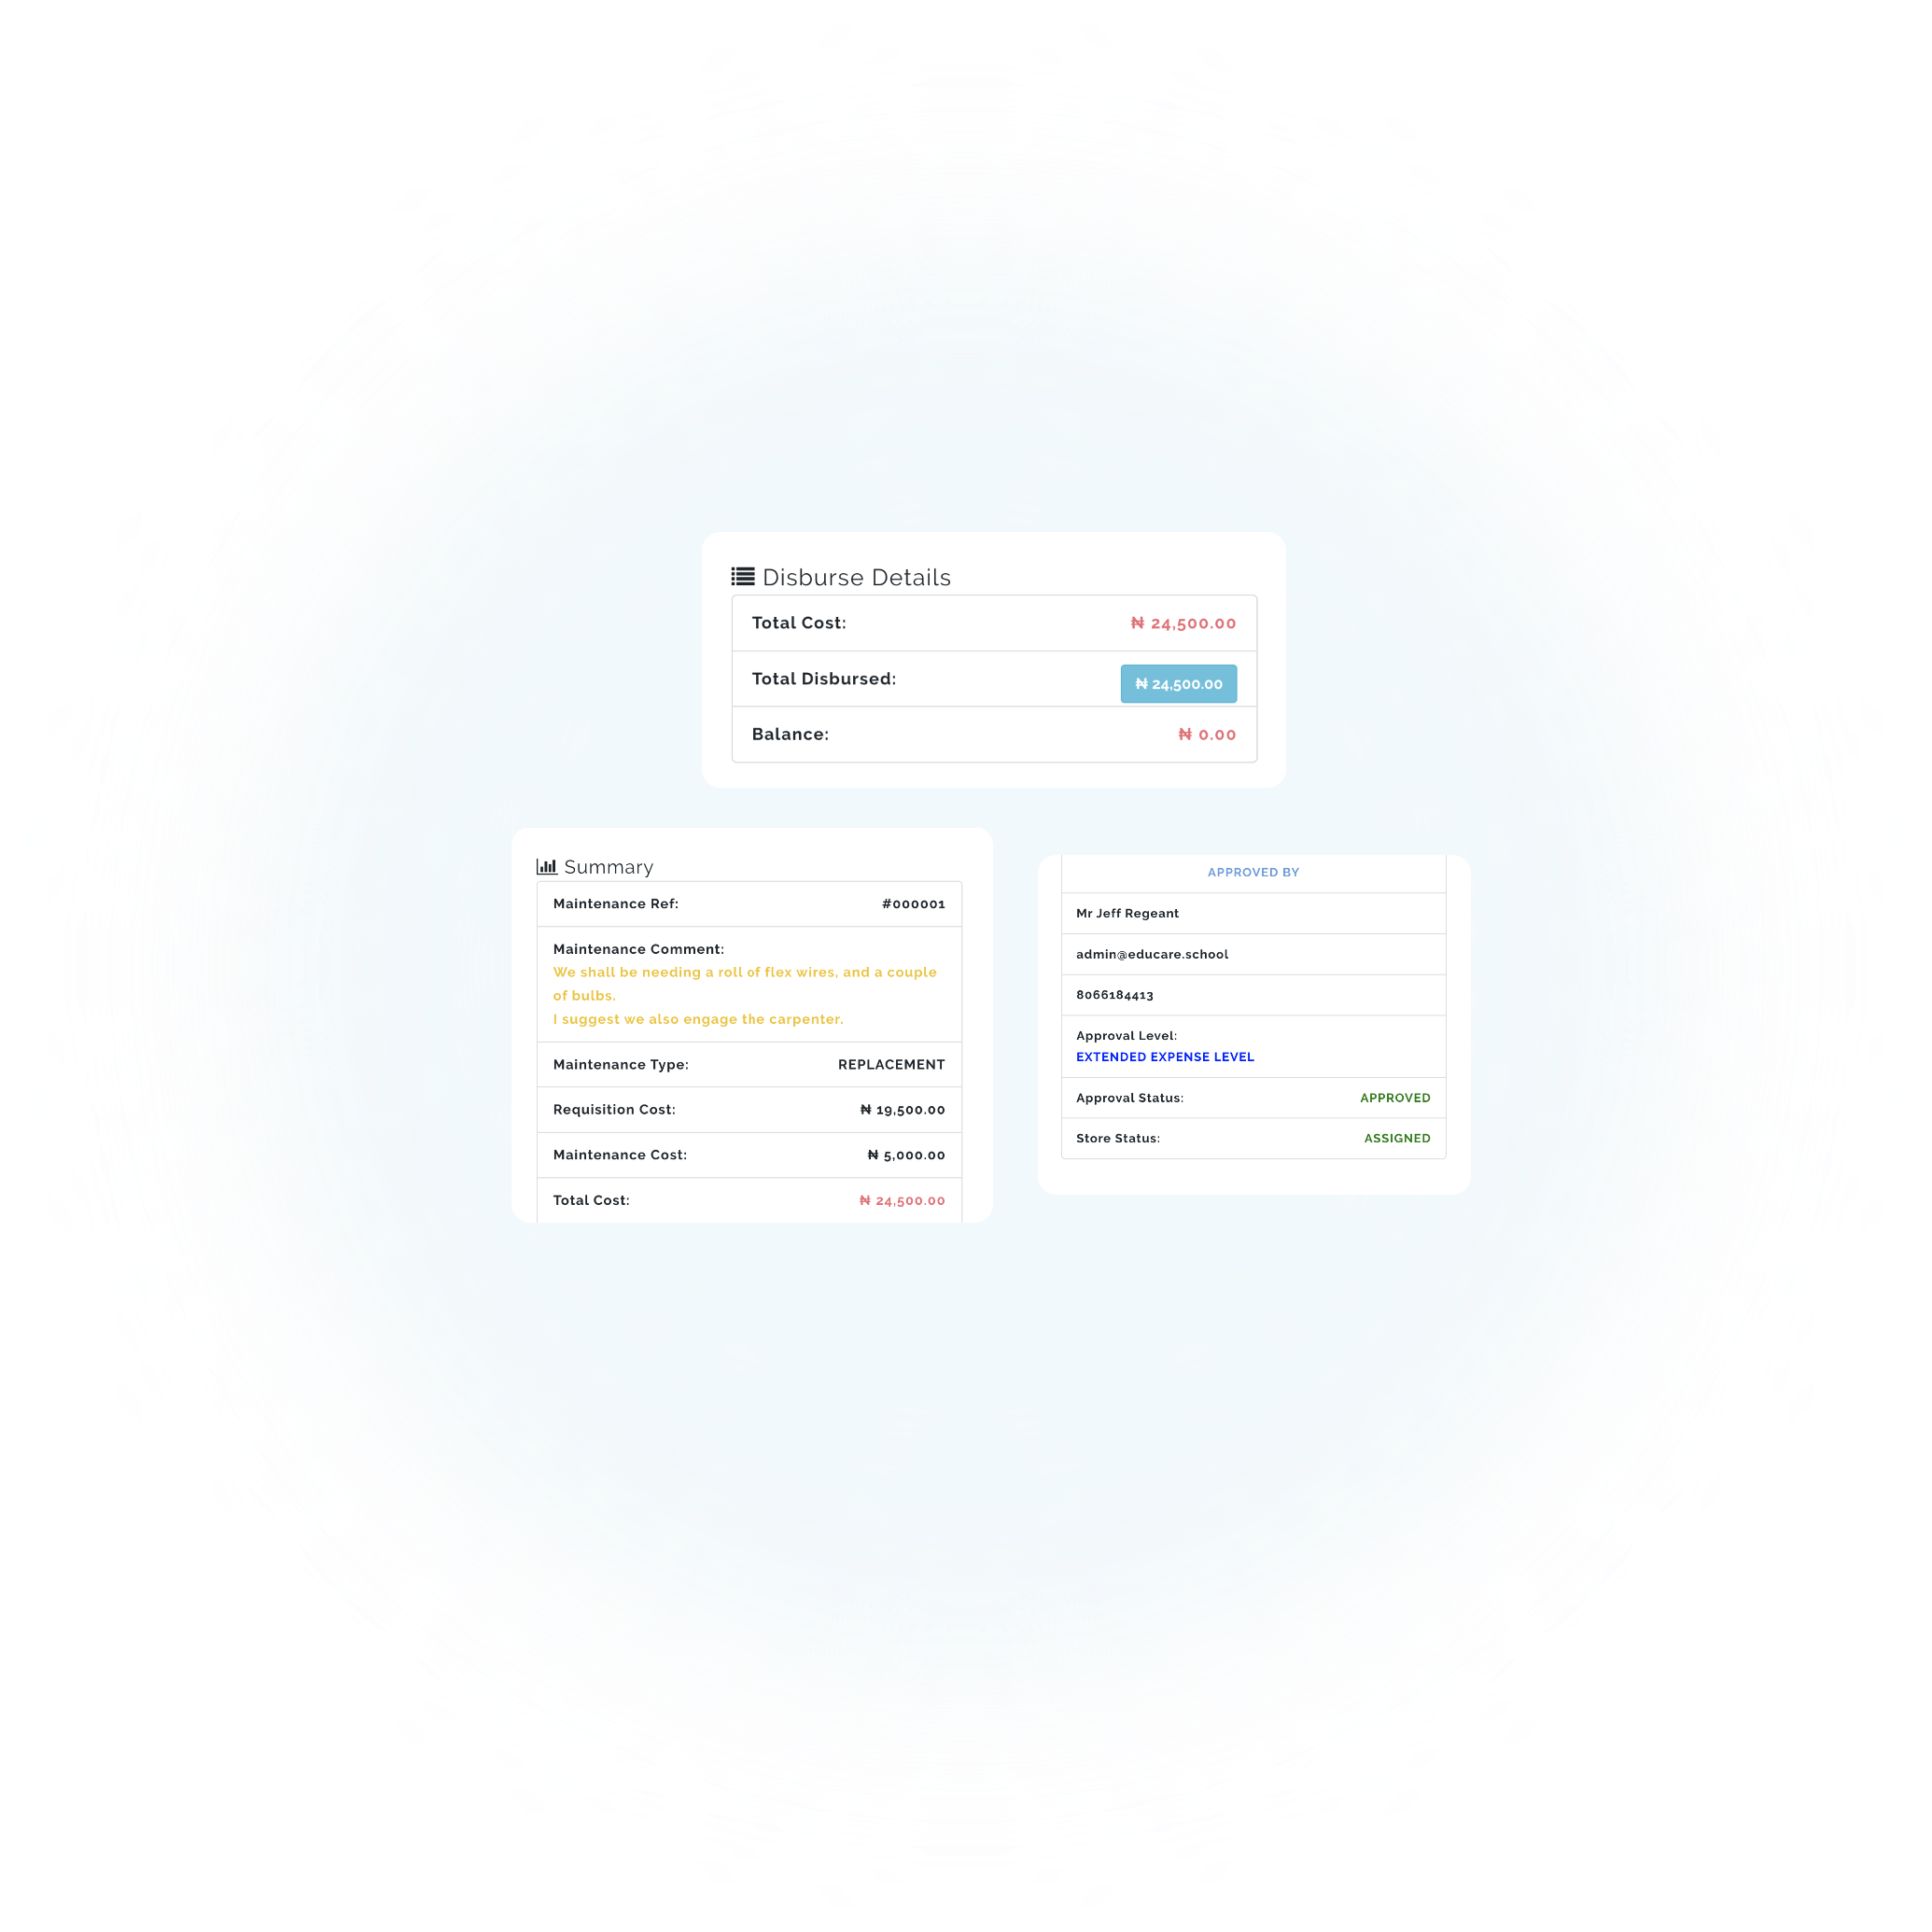 Disburse Details
Total Cost: ₦ 24,500.00
Total Disbursed: ₦ 24,500.00
Balance: ₦ 0.00
Summary
Maintenance Ref: #000001
Maintenance Comment:
We shall be needing a roll of flex wires, and a couple
of bulbs.
I suggest we also engage the carpenter.
Maintenance Type: REPLACEMENT
Requisition Cost: ₦ 19,500.00
Maintenance Cost: ₦ 5,000.00
Total Cost: ₦ 24,500.00
APPROVED BY
Mr Jeff Regeant
admin@educare.school
8066184413
Approval Level:
EXTENDED EXPENSE LEVEL
Approval Status: APPROVED
Store Status: ASSIGNED